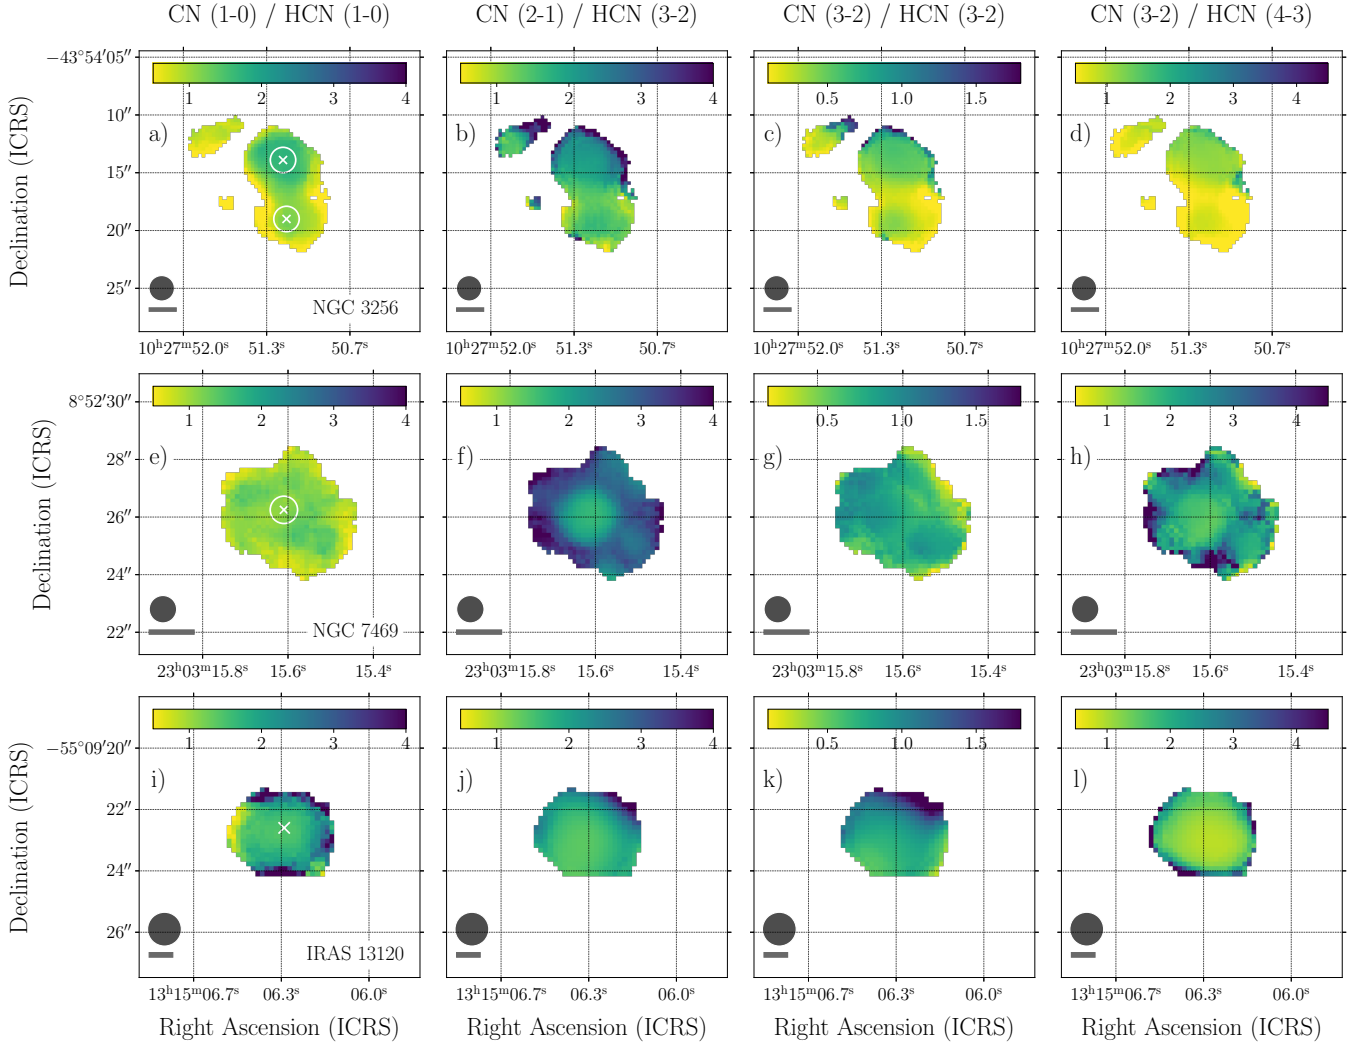 CN (1-0) / HCN (1-0) CN (2-1) / HCN (3-2) CN (3-2) / HCN (3-2) CN (3-2) / HCN (4-3)
−43°54′05″
1 2 3 4 1 2 3 4 0.5 1.0 1.5 1 2 3 4
10″
a) b) c) d)
15″
20″
25″
NGC 3256
Declination (ICRS)
10ʰ27ᵐ52.0ˢ 51.3ˢ 50.7ˢ 10ʰ27ᵐ52.0ˢ 51.3ˢ 50.7ˢ 10ʰ27ᵐ52.0ˢ 51.3ˢ 50.7ˢ 10ʰ27ᵐ52.0ˢ 51.3ˢ 50.7ˢ
8°52′30″
1 2 3 4 1 2 3 4 0.5 1.0 1.5 1 2 3 4
28″
e) f) g) h)
26″
24″
22″
NGC 7469
Declination (ICRS)
23ʰ03ᵐ15.8ˢ 15.6ˢ 15.4ˢ 23ʰ03ᵐ15.8ˢ 15.6ˢ 15.4ˢ 23ʰ03ᵐ15.8ˢ 15.6ˢ 15.4ˢ 23ʰ03ᵐ15.8ˢ 15.6ˢ 15.4ˢ
−55°09′20″
1 2 3 4 1 2 3 4 0.5 1.0 1.5 1 2 3 4
i) j) k) l)
22″
24″
26″
IRAS 13120
Declination (ICRS)
13ʰ15ᵐ06.7ˢ 06.3ˢ 06.0ˢ 13ʰ15ᵐ06.7ˢ 06.3ˢ 06.0ˢ 13ʰ15ᵐ06.7ˢ 06.3ˢ 06.0ˢ 13ʰ15ᵐ06.7ˢ 06.3ˢ 06.0ˢ
Right Ascension (ICRS) Right Ascension (ICRS) Right Ascension (ICRS) Right Ascension (ICRS)